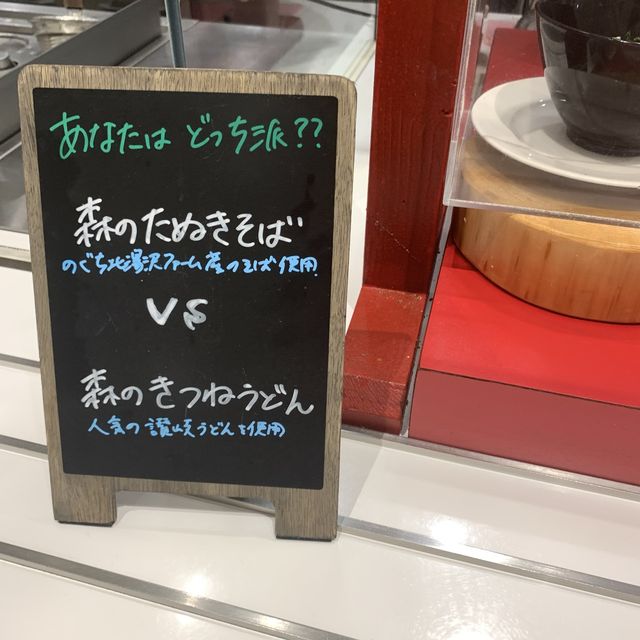 あなたは どっち派??
森のたぬきそば
のぐち北湯沢ファーム産のそば使用
VS
森のきつねうどん
人気の讃岐うどんを使用